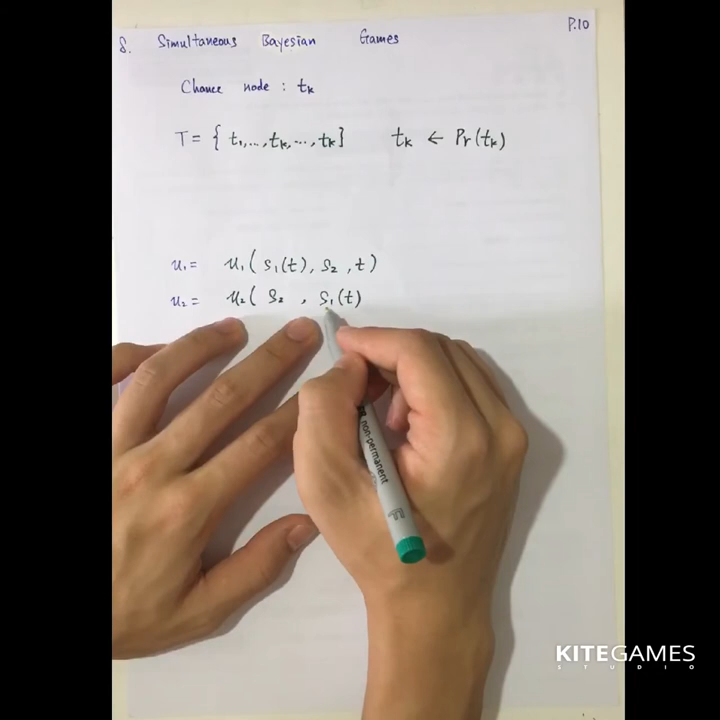 P.10
8. Simultaneous Bayesian Games
Chance node : tₖ
T = { t₁,...,tₖ,...,tₖ } tₖ ← Pr(tₖ)
u₁ = u₁( s₁(t), s₂ , t )
u₂ = u₂( s₂ , s₁(t)
non-permanent
F
KITEGAMES
STUDIO